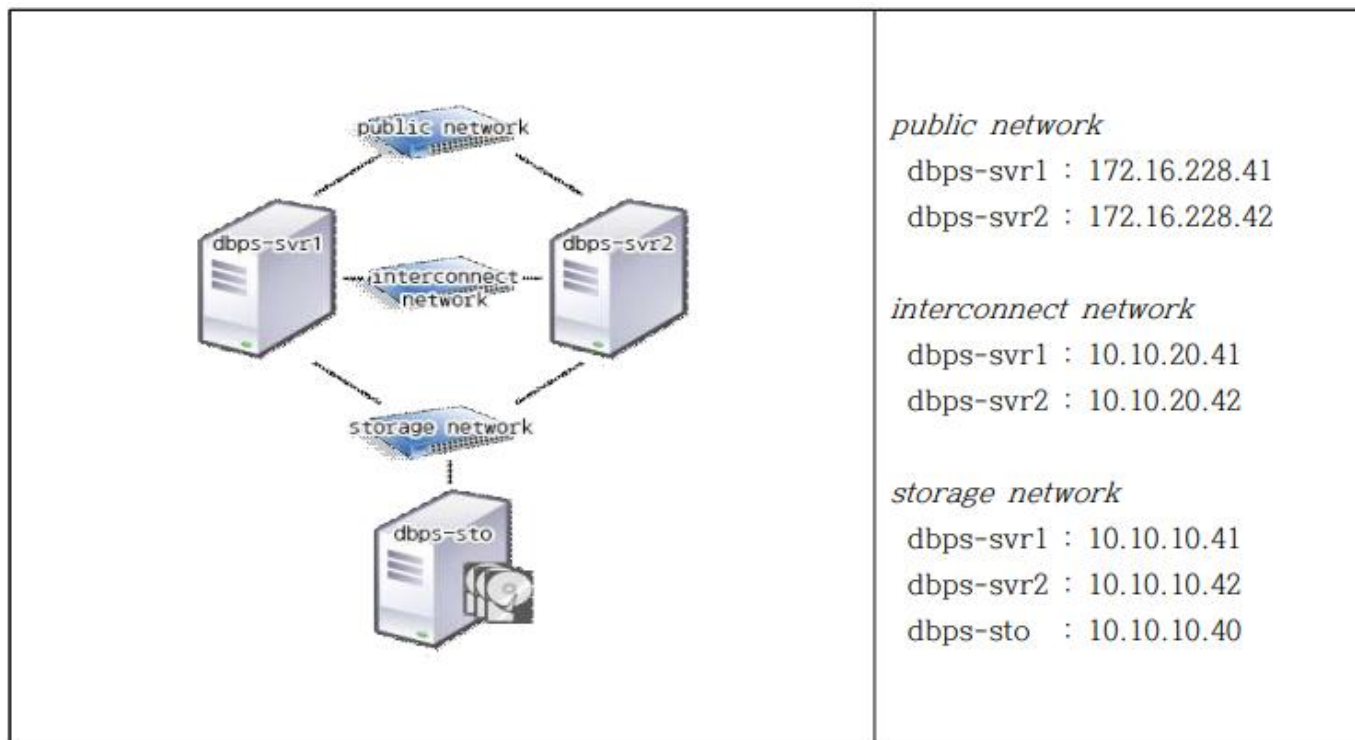 public network
dbps-svr1
dbps-svr2
interconnect
network
storage network
dbps-sto
public network
dbps-svr1 : 172.16.228.41
dbps-svr2 : 172.16.228.42
interconnect network
dbps-svr1 : 10.10.20.41
dbps-svr2 : 10.10.20.42
storage network
dbps-svr1 : 10.10.10.41
dbps-svr2 : 10.10.10.42
dbps-sto : 10.10.10.40